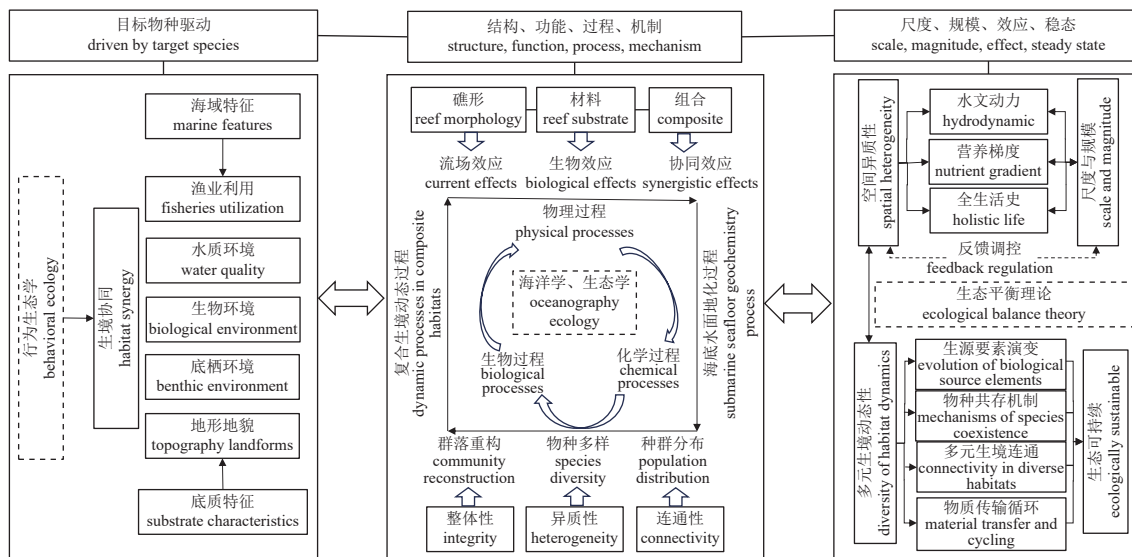 目标物种驱动
driven by target species
结构、功能、过程、机制
structure, function, process, mechanism
尺度、规模、效应、稳态
scale, magnitude, effect, steady state
行为生态学
behavioral ecology
生境协同
habitat synergy
海域特征
marine features
渔业利用
fisheries utilization
水质环境
water quality
生物环境
biological environment
底栖环境
benthic environment
地形地貌
topography landforms
底质特征
substrate characteristics
礁形
reef morphology
材料
reef substrate
组合
composite
流场效应
current effects
生物效应
biological effects
协同效应
synergistic effects
复合生境动态过程
dynamic processes in composite
habitats
物理过程
physical processes
海洋学、生态学
oceanography
ecology
生物过程
biological
processes
化学过程
chemical
processes
海底水面地化过程
submarine seafloor geochemistry
process
群落重构
community
reconstruction
物种多样
species
diversity
种群分布
population
distribution
整体性
integrity
异质性
heterogeneity
连通性
connectivity
空间异质性
spatial heterogeneity
水文动力
hydrodynamic
营养梯度
nutrient gradient
全生活史
holistic life
尺度与规模
scale and magnitude
反馈调控
feedback regulation
生态平衡理论
ecological balance theory
多元生境动态性
diversity of habitat dynamics
生源要素演变
evolution of biological
source elements
物种共存机制
mechanisms of species
coexistence
多元生境连通
connectivity in diverse
habitats
物质传输循环
material transfer and
cycling
生态可持续
ecologically sustainable